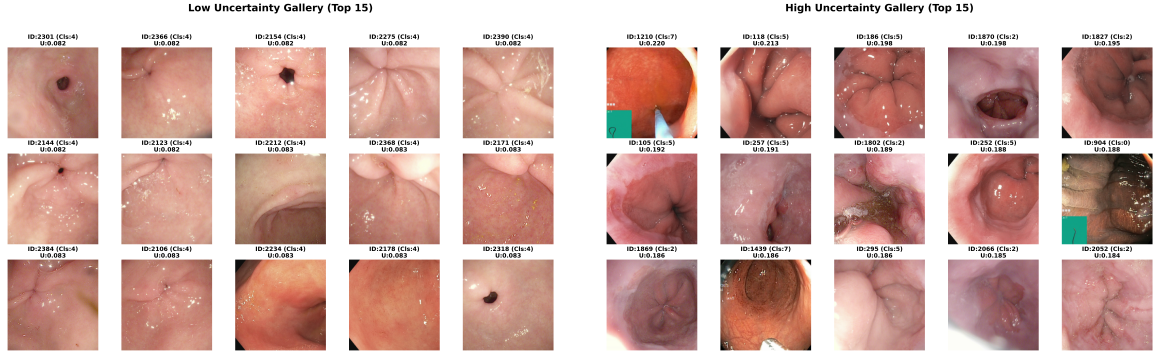 Low Uncertainty Gallery (Top 15)
ID:2301 (Cls:4)
U:0.082
ID:2366 (Cls:4)
U:0.082
ID:2154 (Cls:4)
U:0.082
ID:2275 (Cls:4)
U:0.082
ID:2390 (Cls:4)
U:0.082
ID:2144 (Cls:4)
U:0.082
ID:2123 (Cls:4)
U:0.082
ID:2212 (Cls:4)
U:0.083
ID:2368 (Cls:4)
U:0.083
ID:2171 (Cls:4)
U:0.083
ID:2384 (Cls:4)
U:0.083
ID:2106 (Cls:4)
U:0.083
ID:2234 (Cls:4)
U:0.083
ID:2178 (Cls:4)
U:0.083
ID:2318 (Cls:4)
U:0.083
High Uncertainty Gallery (Top 15)
ID:1210 (Cls:7)
U:0.220
ID:118 (Cls:5)
U:0.213
ID:186 (Cls:5)
U:0.198
ID:1870 (Cls:2)
U:0.198
ID:1827 (Cls:2)
U:0.195
ID:105 (Cls:5)
U:0.192
ID:257 (Cls:5)
U:0.191
ID:1802 (Cls:2)
U:0.189
ID:252 (Cls:5)
U:0.188
ID:904 (Cls:0)
U:0.188
ID:1869 (Cls:2)
U:0.186
ID:1439 (Cls:7)
U:0.186
ID:295 (Cls:5)
U:0.186
ID:2066 (Cls:2)
U:0.185
ID:2052 (Cls:2)
U:0.184